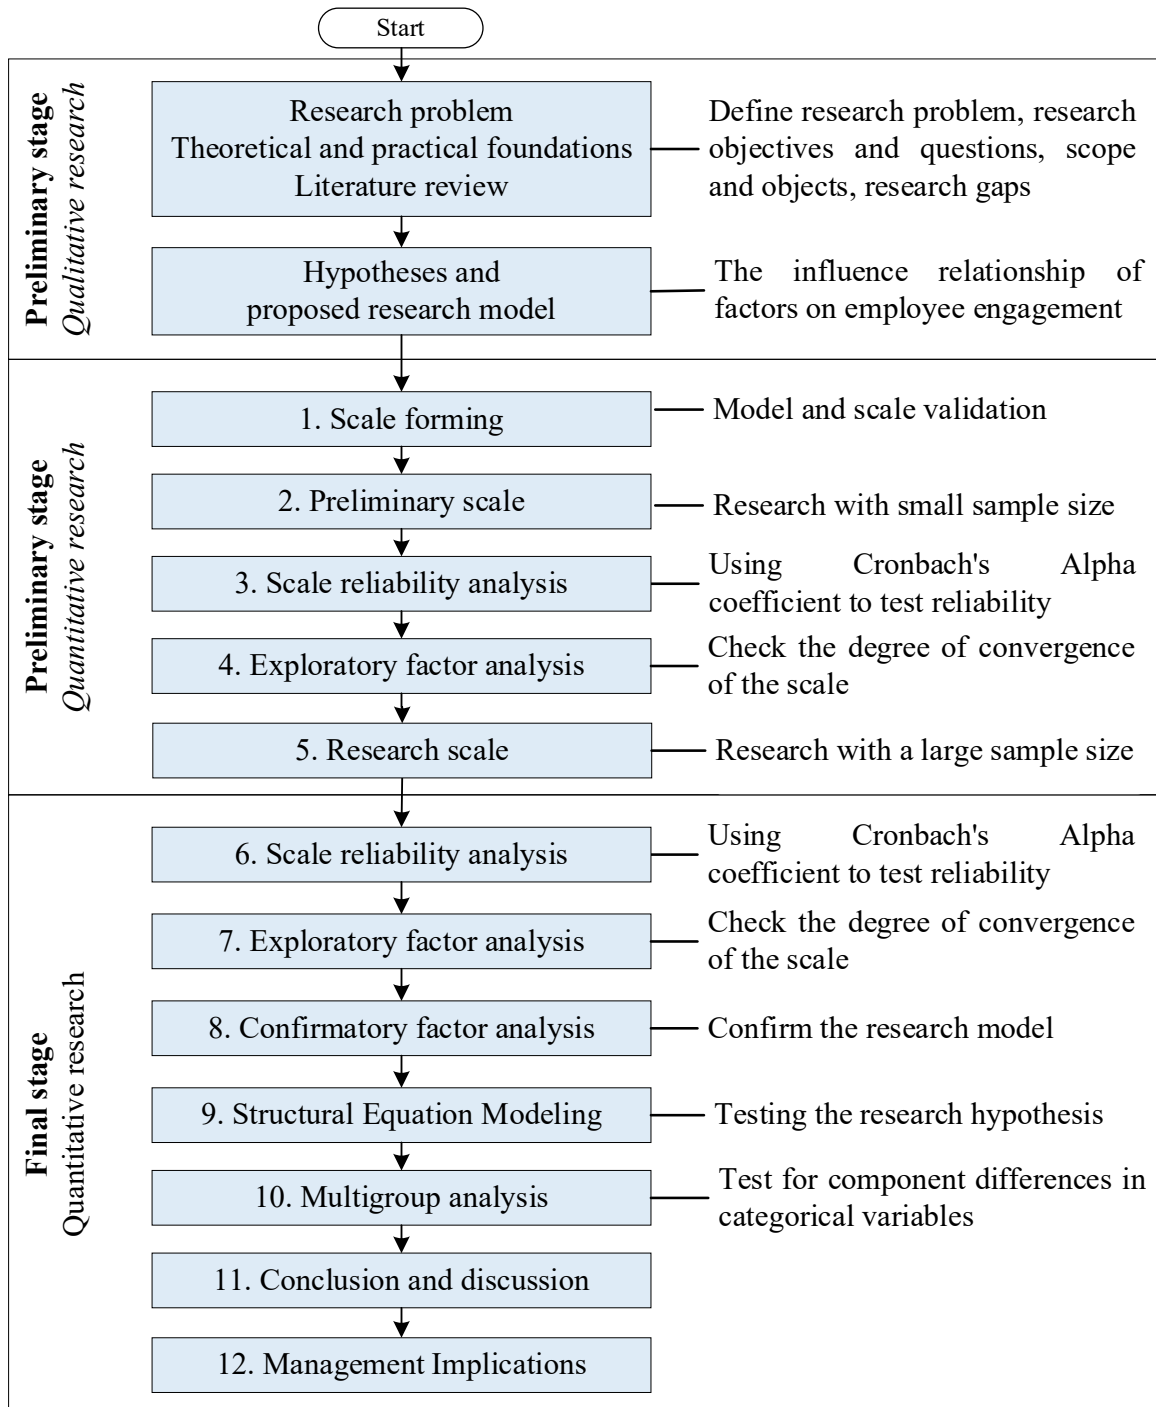 Start
Preliminary stage
Qualitative research
Research problem
Theoretical and practical foundations
Literature review
Define research problem, research
objectives and questions, scope
and objects, research gaps
Hypotheses and
proposed research model
The influence relationship of
factors on employee engagement
Preliminary stage
Quantitative research
1. Scale forming
Model and scale validation
2. Preliminary scale
Research with small sample size
3. Scale reliability analysis
Using Cronbach's Alpha
coefficient to test reliability
4. Exploratory factor analysis
Check the degree of convergence
of the scale
5. Research scale
Research with a large sample size
Final stage
Quantitative research
6. Scale reliability analysis
Using Cronbach's Alpha
coefficient to test reliability
7. Exploratory factor analysis
Check the degree of convergence
of the scale
8. Confirmatory factor analysis
Confirm the research model
9. Structural Equation Modeling
Testing the research hypothesis
10. Multigroup analysis
Test for component differences in
categorical variables
11. Conclusion and discussion
12. Management Implications